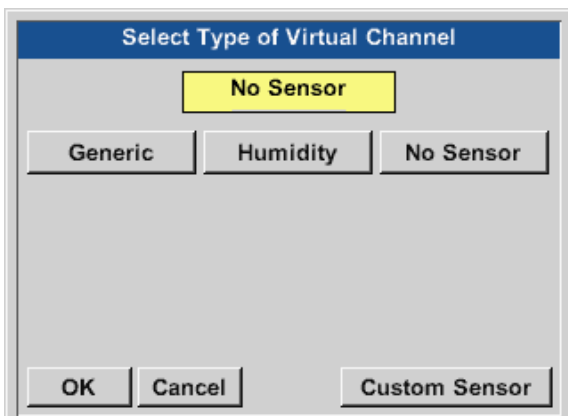 Select Type of Virtual Channel
No Sensor
Generic Humidity No Sensor
OK Cancel Custom Sensor